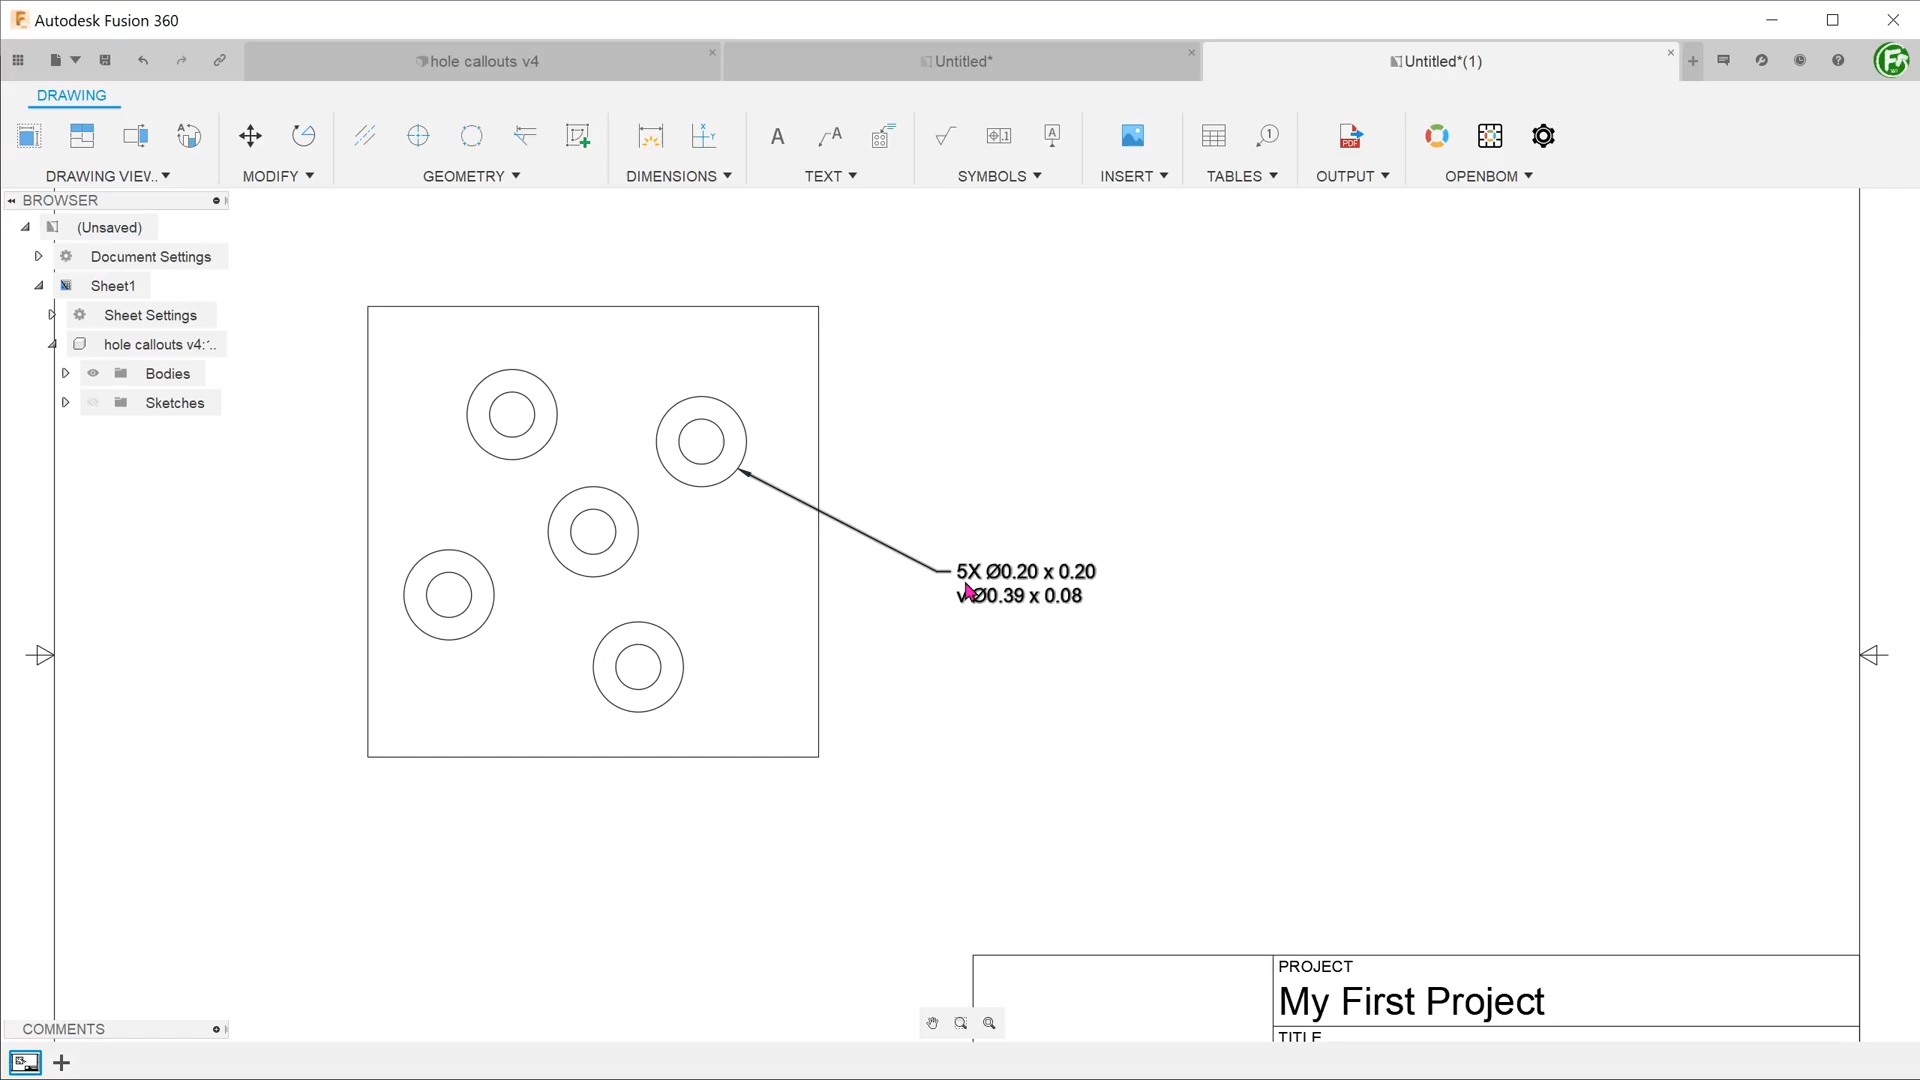 Autodesk Fusion 360
hole callouts v4
Untitled*
Untitled*(1)
DRAWING
DRAWING VIEW..
MODIFY
GEOMETRY
DIMENSIONS
TEXT
SYMBOLS
INSERT
TABLES
OUTPUT
OPENBOM
BROWSER
(Unsaved)
Document Settings
Sheet1
Sheet Settings
hole callouts v4:1..
Bodies
Sketches
5X Ø0.20 x 0.20
v Ø0.39 x 0.08
PROJECT
My First Project
TITLE
COMMENTS